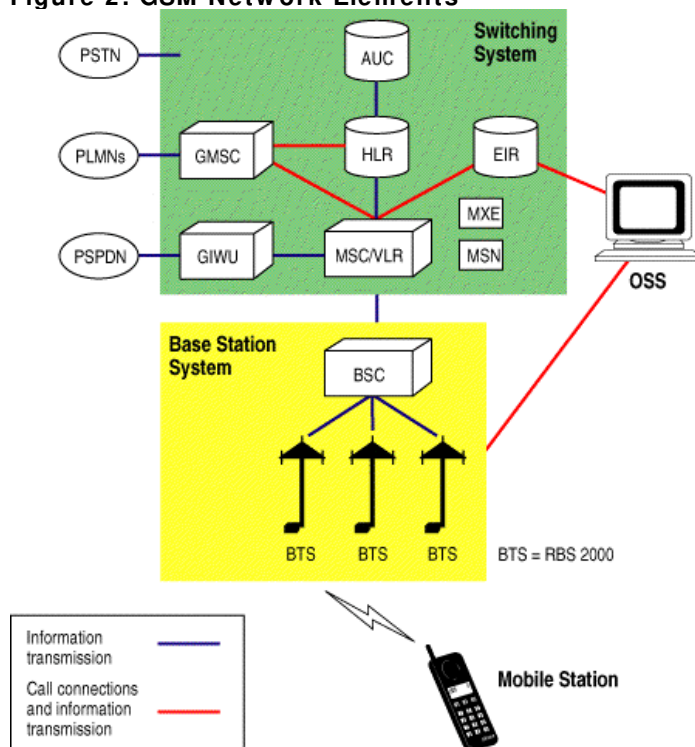 Figure 2: GSM Network Elements
Switching
System
PSTN
AUC
PLMNs
GMSC
HLR
EIR
MXE
PSPDN
GIWU
MSC/VLR
MSN
OSS
Base Station
System
BSC
BTS
BTS
BTS
BTS = RBS 2000
Information
transmission
Call connections
and information
transmission
Mobile Station